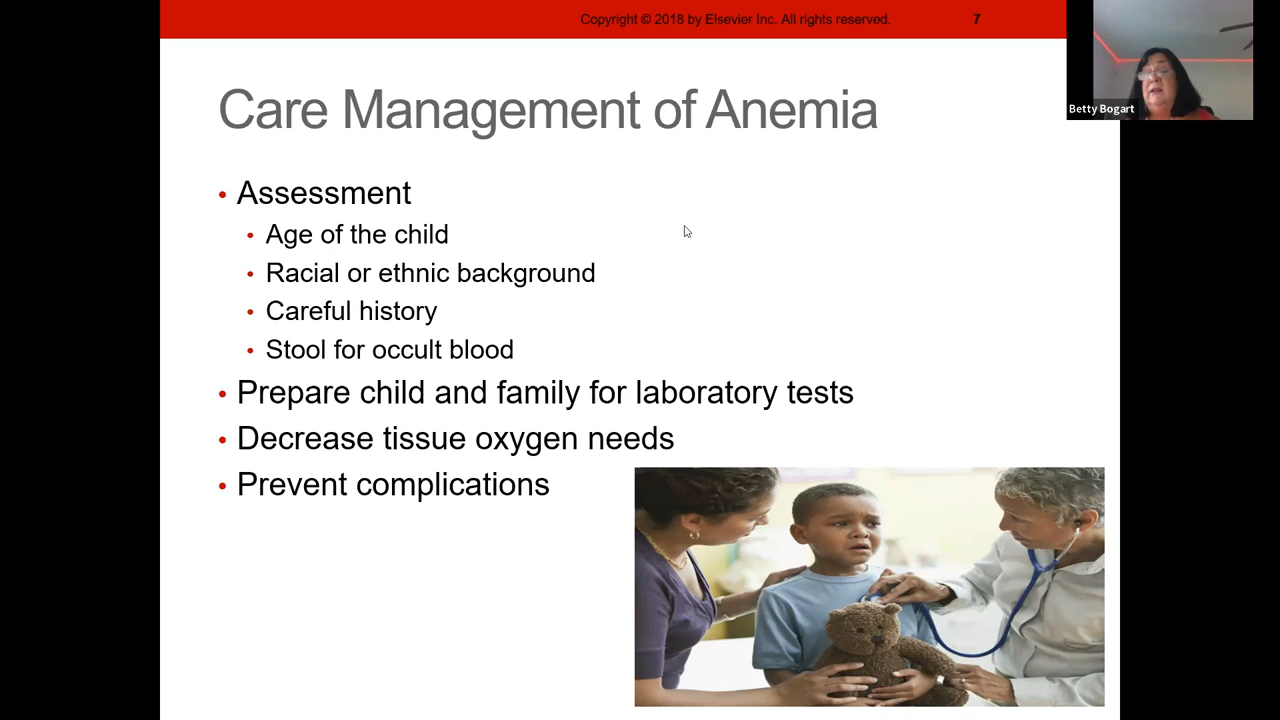 Copyright © 2018 by Elsevier Inc. All rights reserved.
7
Betty Bogart
Care Management of Anemia
• Assessment
• Age of the child
• Racial or ethnic background
• Careful history
• Stool for occult blood
• Prepare child and family for laboratory tests
• Decrease tissue oxygen needs
• Prevent complications